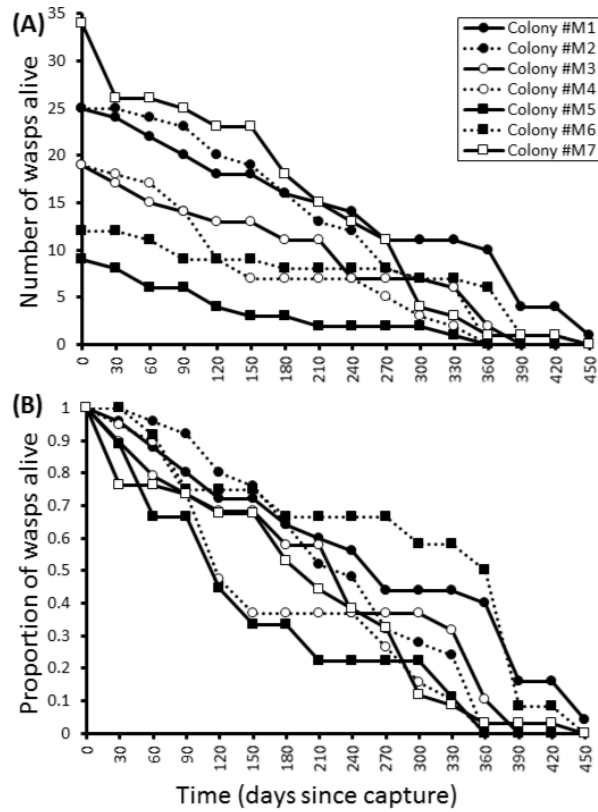 (A)
Number of wasps alive
35
30
25
20
15
10
5
0
Colony #M1
Colony #M2
Colony #M3
Colony #M4
Colony #M5
Colony #M6
Colony #M7
0 30 60 90 120 150 180 210 240 270 300 330 360 390 420 450
(B)
Proportion of wasps alive
1
0.9
0.8
0.7
0.6
0.5
0.4
0.3
0.2
0.1
0
0 30 60 90 120 150 180 210 240 270 300 330 360 390 420 450
Time (days since capture)